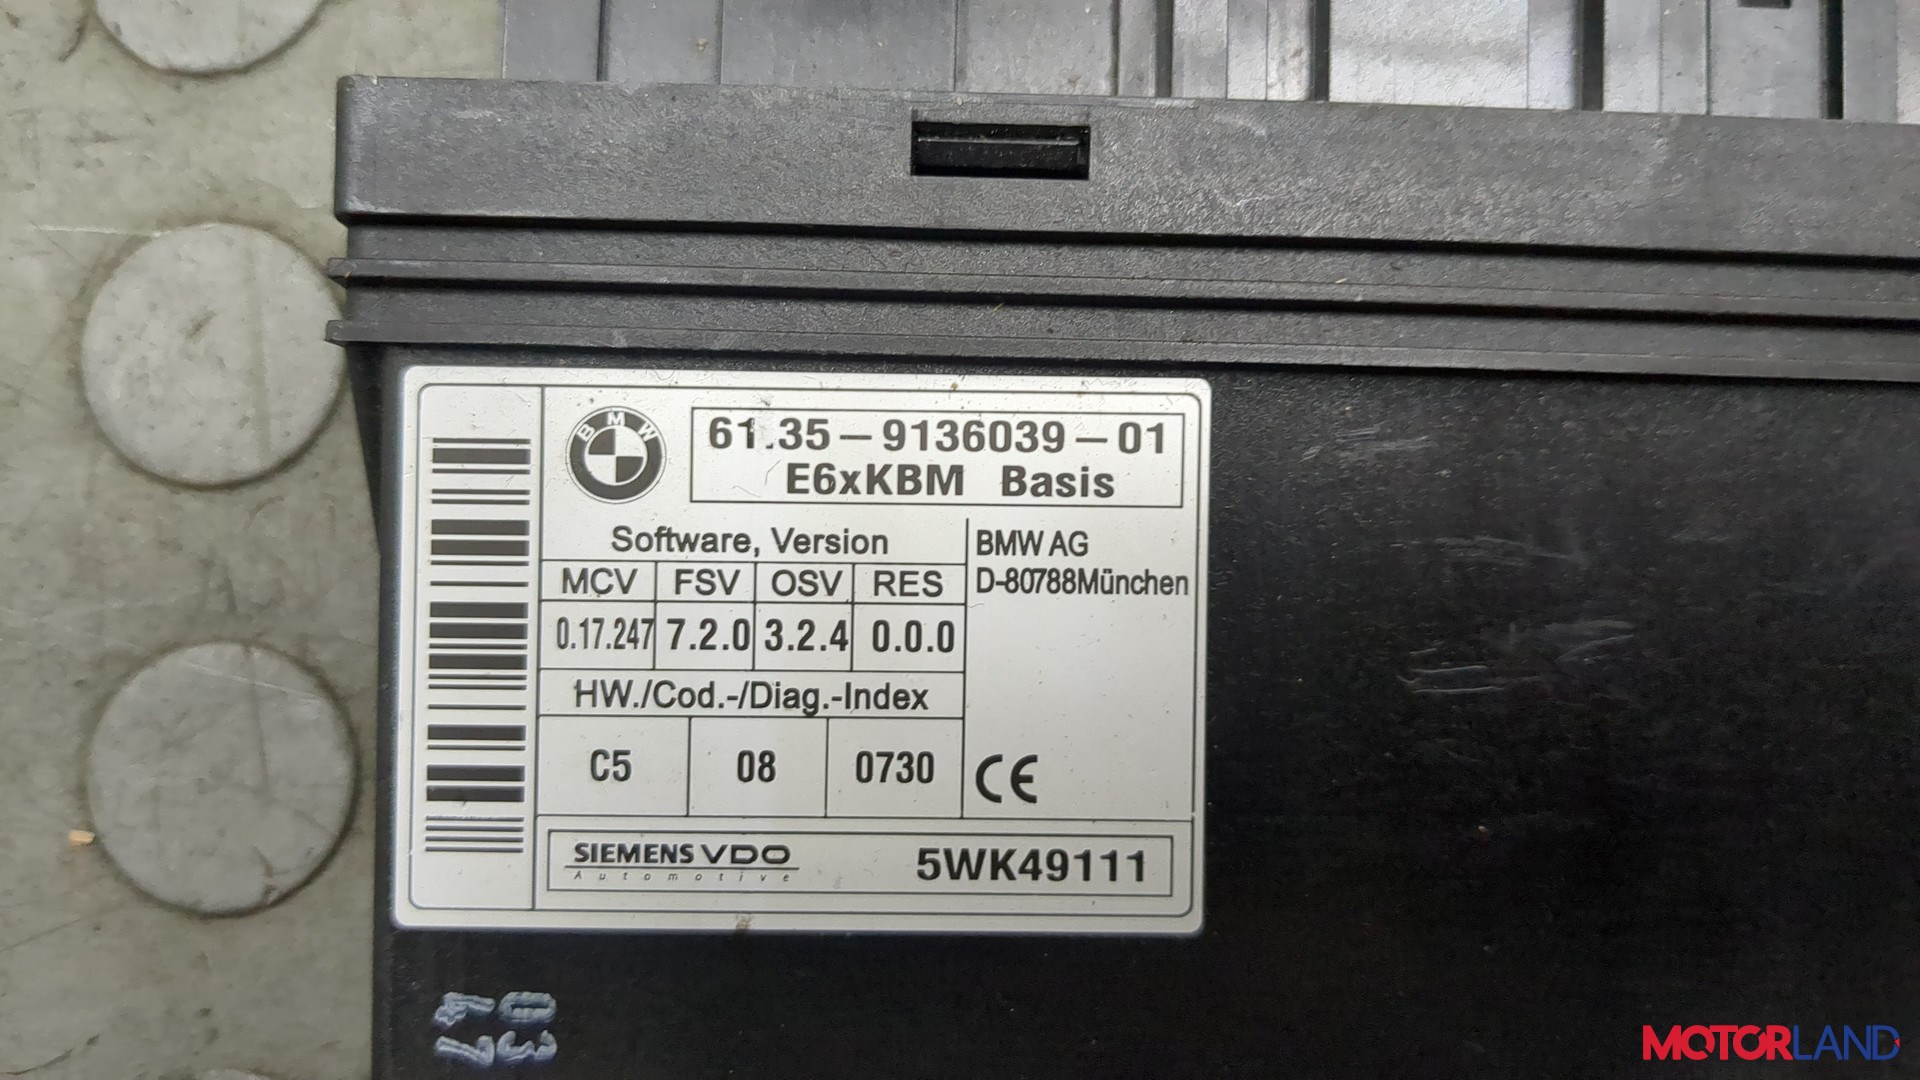 BMW
61.35-9136039-01
E6xKBM Basis
Software, Version
BMW AG
D-80788München
MCV FSV OSV RES
0.17.247 7.2.0 3.2.4 0.0.0
HW./Cod.-/Diag.-Index
C5 08 0730
CE
SIEMENS VDO
Automotive
5WK49111
MOTORLAND